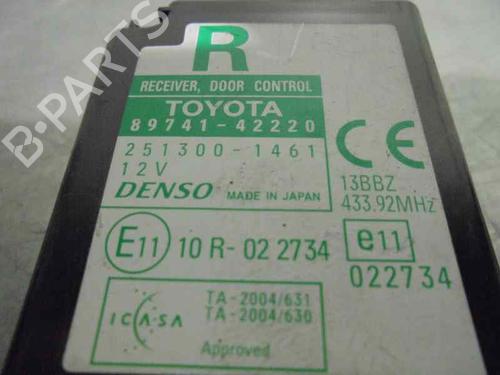 R
RECEIVER, DOOR CONTROL
TOYOTA
89741-42220
251300-1461
12V
DENSO MADE IN JAPAN
CE
13BBZ
433.92MHz
E11 10 R-02 2734
e11
022734
ICASA
TA-2004/631
TA-2004/630
Approved
B-PARTS